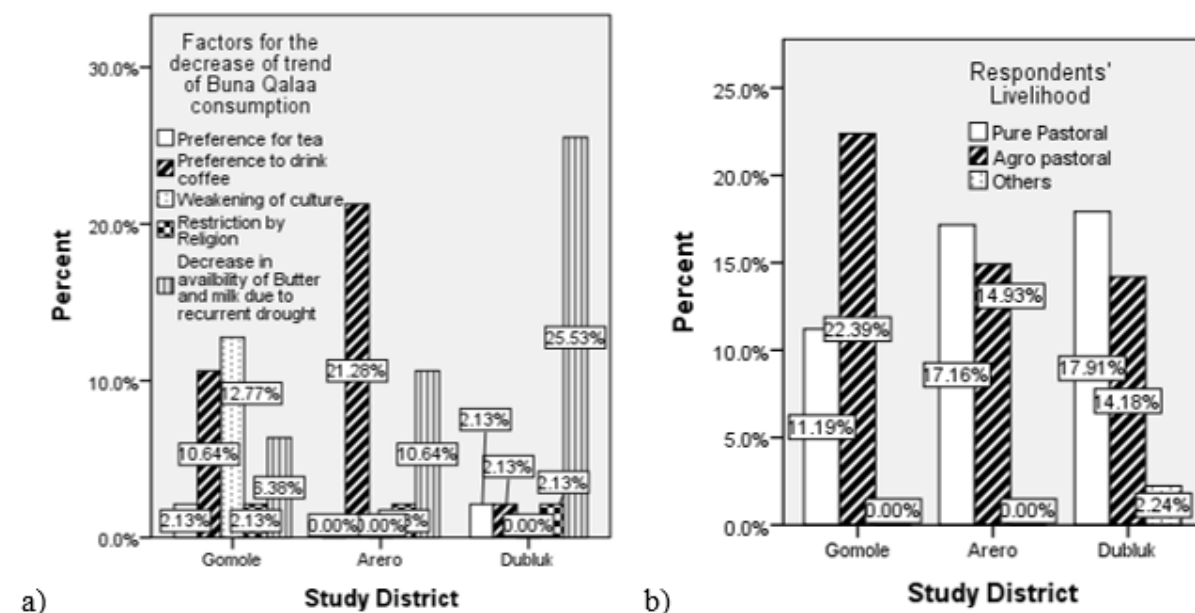 Factors for the
decrease of trend
of Buna Qalaa
consumption
Preference for tea
Preference to drink
coffee
Weakening of culture
Restriction by
Religion
Decrease in
availbility of Butter
and milk due to
recurrent drought
Percent
30.0%
20.0%
10.0%
0.0%
2.13%
10.64%
12.77%
2.13%
6.38%
0.00%
21.28%
0.00%
10.64%
2.13%
2.13%
0.00%
2.13%
25.53%
Gomole
Arero
Dubluk
Study District
a)
Respondents'
Livelihood
Pure Pastoral
Agro pastoral
Others
Percent
25.0%
20.0%
15.0%
10.0%
5.0%
0.0%
11.19%
22.39%
0.00%
17.16%
14.93%
0.00%
17.91%
14.18%
2.24%
Gomole
Arero
Dubluk
Study District
b)